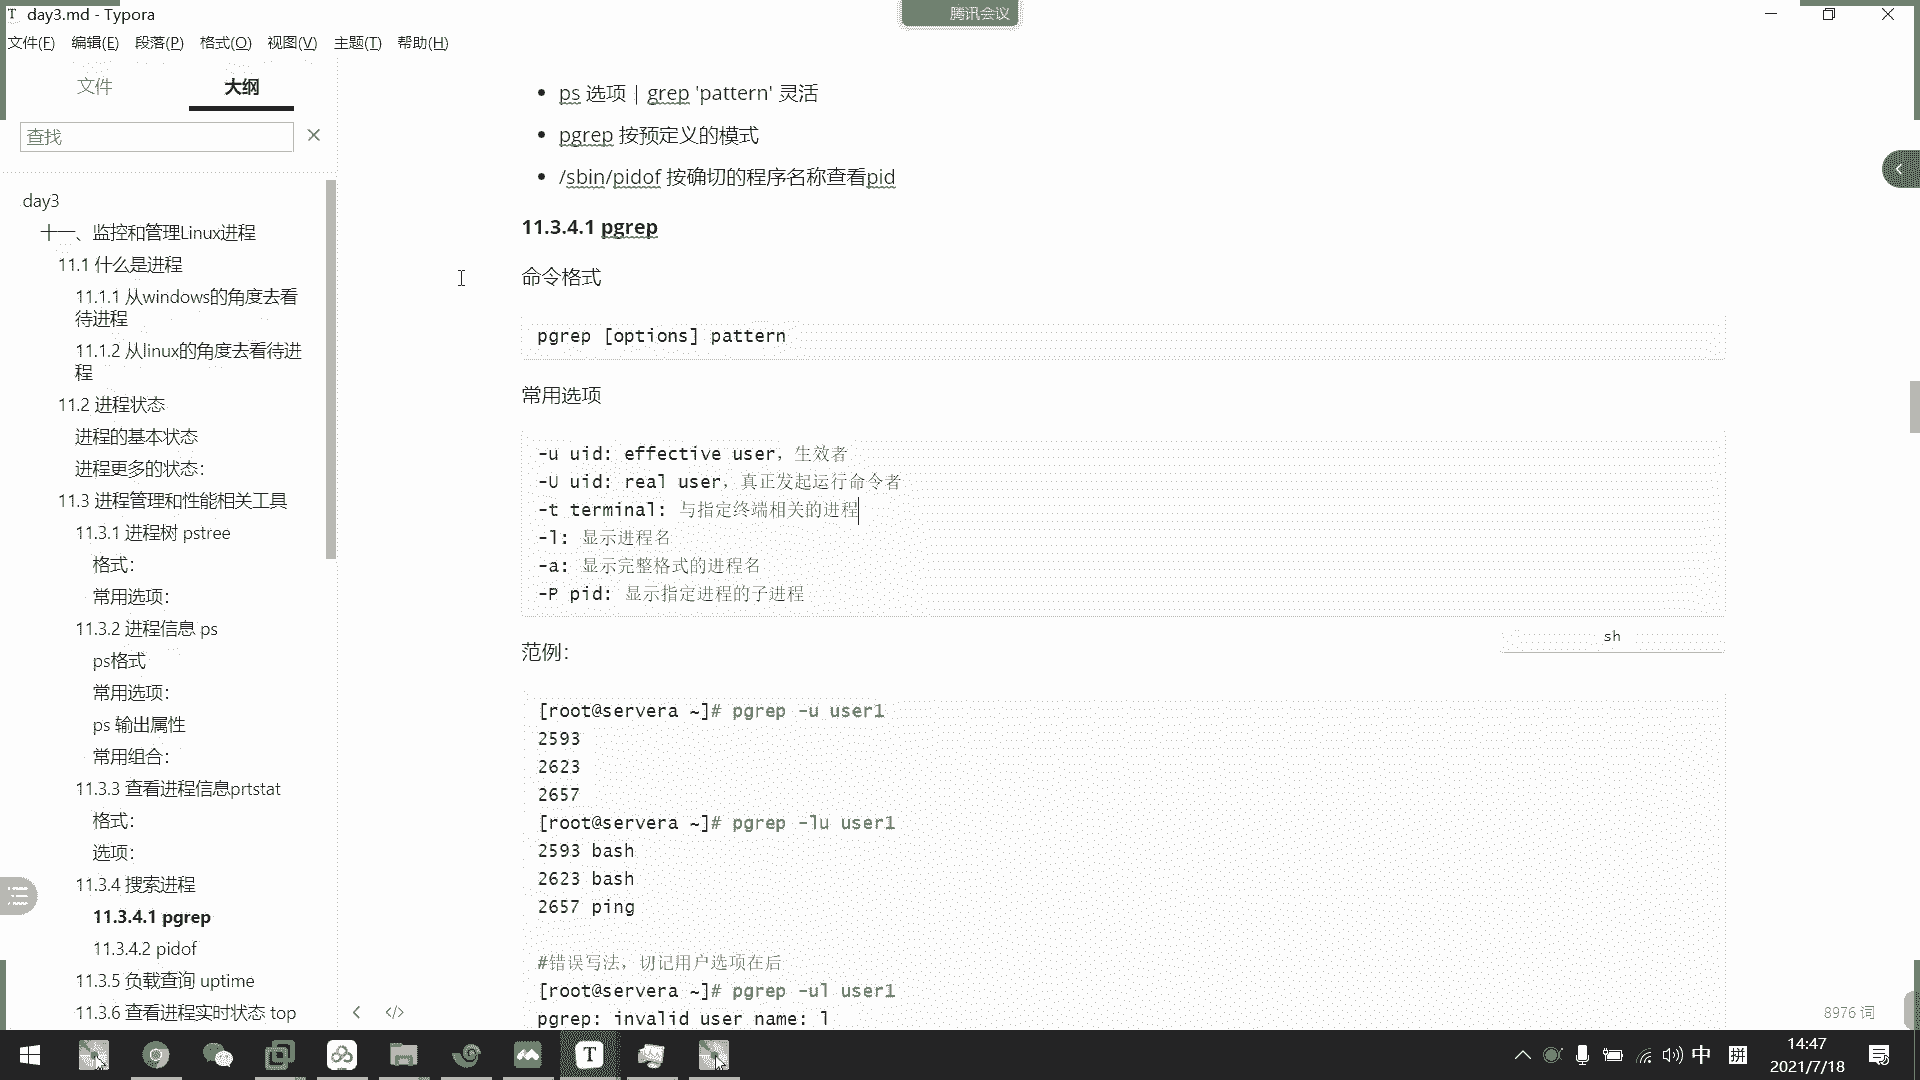 day3.md - Typora
腾讯会议
文件(F) 编辑(E) 段落(P) 格式(O) 视图(V) 主题(T) 帮助(H)
文件 大纲
查找
day3
十一、监控和管理Linux进程
11.1 什么是进程
11.1.1 从windows的角度去看
待进程
11.1.2 从linux的角度去看待进
程
11.2 进程状态
进程的基本状态
进程更多的状态：
11.3 进程管理和性能相关工具
11.3.1 进程树 pstree
格式：
常用选项：
11.3.2 进程信息 ps
ps格式
常用选项：
ps 输出属性
常用组合：
11.3.3 查看进程信息prtstat
格式：
选项：
11.3.4 搜索进程
11.3.4.1 pgrep
11.3.4.2 pidof
11.3.5 负载查询 uptime
11.3.6 查看进程实时状态 top
• ps 选项 | grep 'pattern' 灵活
• pgrep 按预定义的模式
• /sbin/pidof 按确切的程序名称查看pid
11.3.4.1 pgrep
命令格式
pgrep [options] pattern
常用选项
-u uid: effective user，生效者
-U uid: real user，真正发起运行命令者
-t terminal: 与指定终端相关的进程
-l: 显示进程名
-a: 显示完整格式的进程名
-P pid: 显示指定进程的子进程
sh
范例：
[root@servera ~]# pgrep -u user1
2593
2623
2657
[root@servera ~]# pgrep -lu user1
2593 bash
2623 bash
2657 ping
#错误写法，切记用户选项在后
[root@servera ~]# pgrep -ul user1
pgrep: invalid user name: l
8976 词
中 拼
14:47
2021/7/18